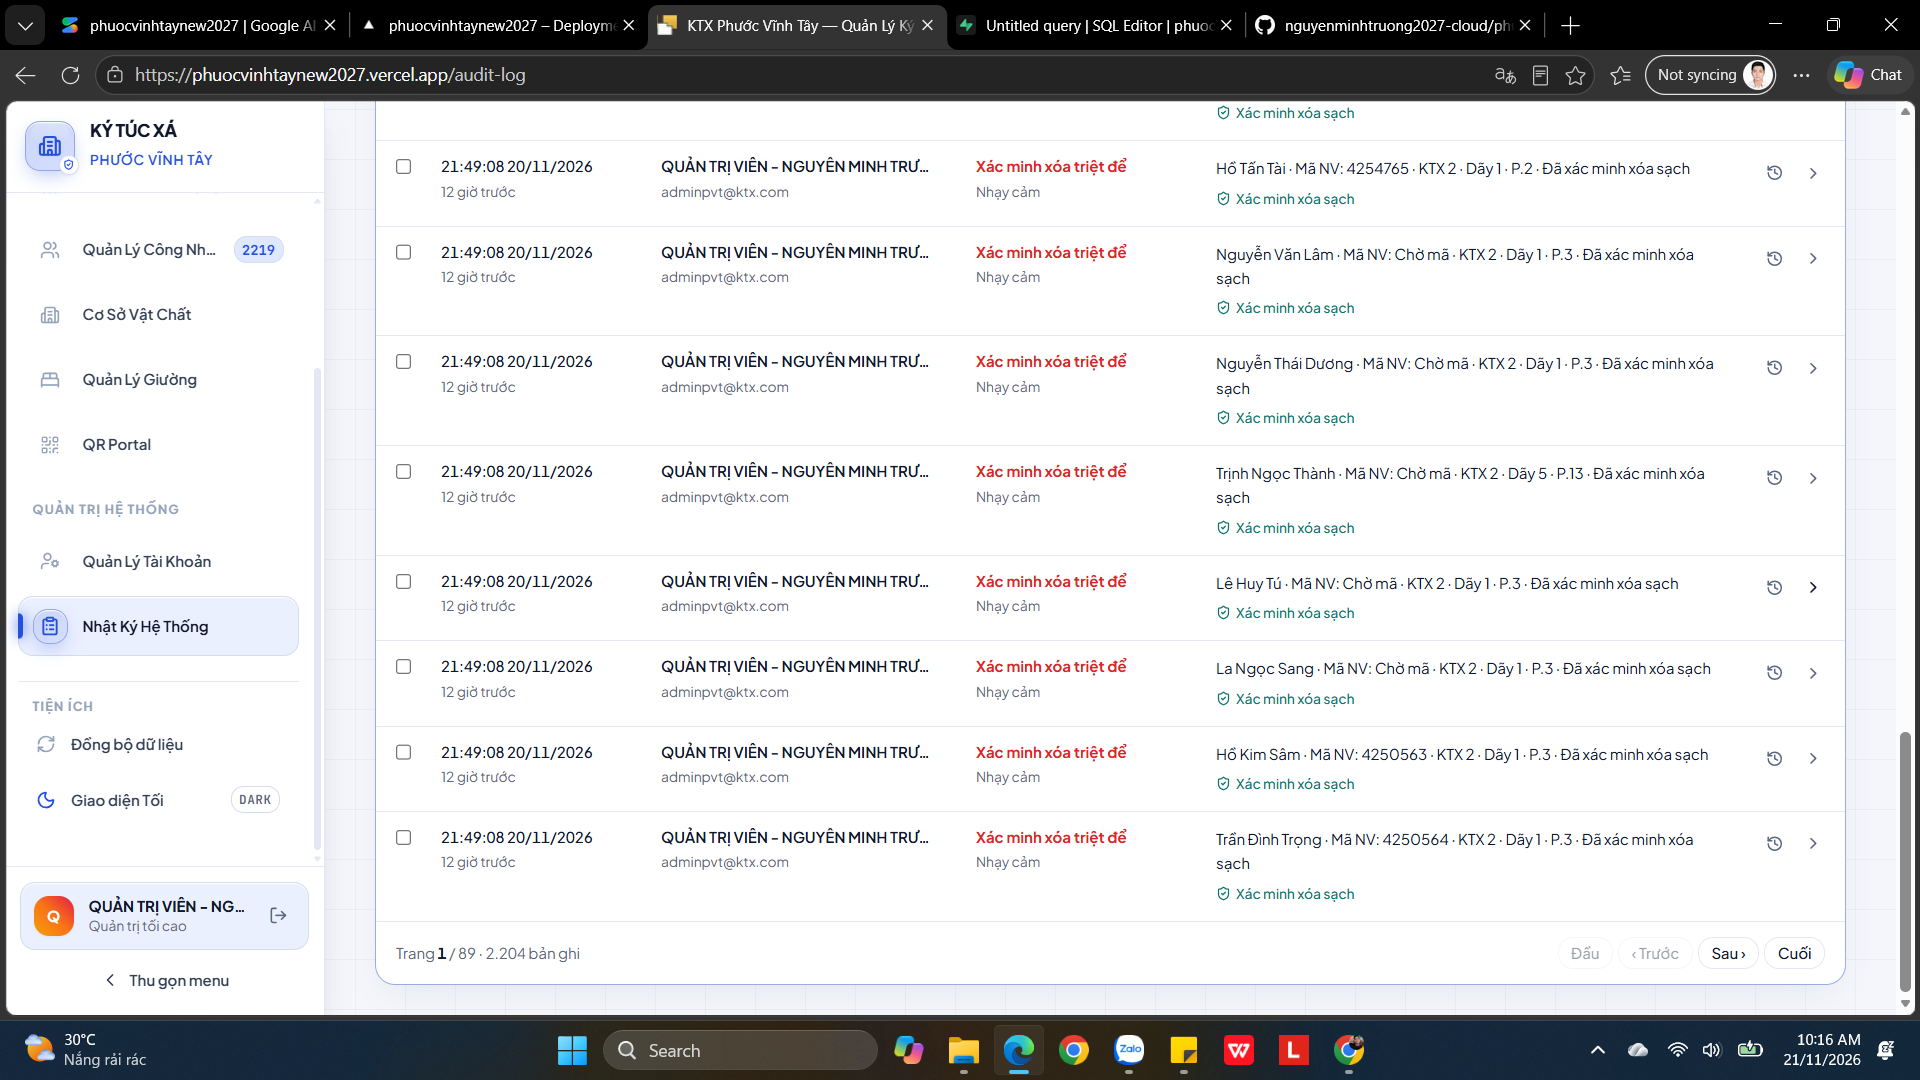 phuocvinhtaynew2027 | Google AI
phuocvinhtaynew2027 – Deployme
KTX Phước Vĩnh Tây — Quản Lý Ký
Untitled query | SQL Editor | phuoc
nguyenminhtruong2027-cloud/ph
https://phuocvinhtaynew2027.vercel.app/audit-log
Not syncing
Chat
KÝ TÚC XÁ
PHƯỚC VĨNH TÂY
Quản Lý Công Nh...
2219
Cơ Sở Vật Chất
Quản Lý Giường
QR Portal
QUẢN TRỊ HỆ THỐNG
Quản Lý Tài Khoản
Nhật Ký Hệ Thống
TIỆN ÍCH
Đồng bộ dữ liệu
Giao diện Tối
DARK
Q
QUẢN TRỊ VIÊN - NG...
Quản trị tối cao
Thu gọn menu
Xác minh xóa sạch
21:49:08 20/11/2026
12 giờ trước
QUẢN TRỊ VIÊN - NGUYỄN MINH TRƯ...
adminpvt@ktx.com
Xác minh xóa triệt để
Nhạy cảm
Hồ Tấn Tài · Mã NV: 4254765 · KTX 2 · Dãy 1 · P.2 · Đã xác minh xóa sạch
Xác minh xóa sạch
21:49:08 20/11/2026
12 giờ trước
QUẢN TRỊ VIÊN - NGUYỄN MINH TRƯ...
adminpvt@ktx.com
Xác minh xóa triệt để
Nhạy cảm
Nguyễn Văn Lâm · Mã NV: Chờ mã · KTX 2 · Dãy 1 · P.3 · Đã xác minh xóa
sạch
Xác minh xóa sạch
21:49:08 20/11/2026
12 giờ trước
QUẢN TRỊ VIÊN - NGUYỄN MINH TRƯ...
adminpvt@ktx.com
Xác minh xóa triệt để
Nhạy cảm
Nguyễn Thái Dương · Mã NV: Chờ mã · KTX 2 · Dãy 1 · P.3 · Đã xác minh xóa
sạch
Xác minh xóa sạch
21:49:08 20/11/2026
12 giờ trước
QUẢN TRỊ VIÊN - NGUYỄN MINH TRƯ...
adminpvt@ktx.com
Xác minh xóa triệt để
Nhạy cảm
Trịnh Ngọc Thành · Mã NV: Chờ mã · KTX 2 · Dãy 5 · P.13 · Đã xác minh xóa
sạch
Xác minh xóa sạch
21:49:08 20/11/2026
12 giờ trước
QUẢN TRỊ VIÊN - NGUYỄN MINH TRƯ...
adminpvt@ktx.com
Xác minh xóa triệt để
Nhạy cảm
Lê Huy Tú · Mã NV: Chờ mã · KTX 2 · Dãy 1 · P.3 · Đã xác minh xóa sạch
Xác minh xóa sạch
21:49:08 20/11/2026
12 giờ trước
QUẢN TRỊ VIÊN - NGUYỄN MINH TRƯ...
adminpvt@ktx.com
Xác minh xóa triệt để
Nhạy cảm
La Ngọc Sang · Mã NV: Chờ mã · KTX 2 · Dãy 1 · P.3 · Đã xác minh xóa sạch
Xác minh xóa sạch
21:49:08 20/11/2026
12 giờ trước
QUẢN TRỊ VIÊN - NGUYỄN MINH TRƯ...
adminpvt@ktx.com
Xác minh xóa triệt để
Nhạy cảm
Hồ Kim Sâm · Mã NV: 4250563 · KTX 2 · Dãy 1 · P.3 · Đã xác minh xóa sạch
Xác minh xóa sạch
21:49:08 20/11/2026
12 giờ trước
QUẢN TRỊ VIÊN - NGUYỄN MINH TRƯ...
adminpvt@ktx.com
Xác minh xóa triệt để
Nhạy cảm
Trần Đình Trọng · Mã NV: 4250564 · KTX 2 · Dãy 1 · P.3 · Đã xác minh xóa
sạch
Xác minh xóa sạch
Trang 1 / 89 · 2.204 bản ghi
Đầu
‹ Trước
Sau ›
Cuối
30°C
Nắng rải rác
Search
Zalo
10:16 AM
21/11/2026